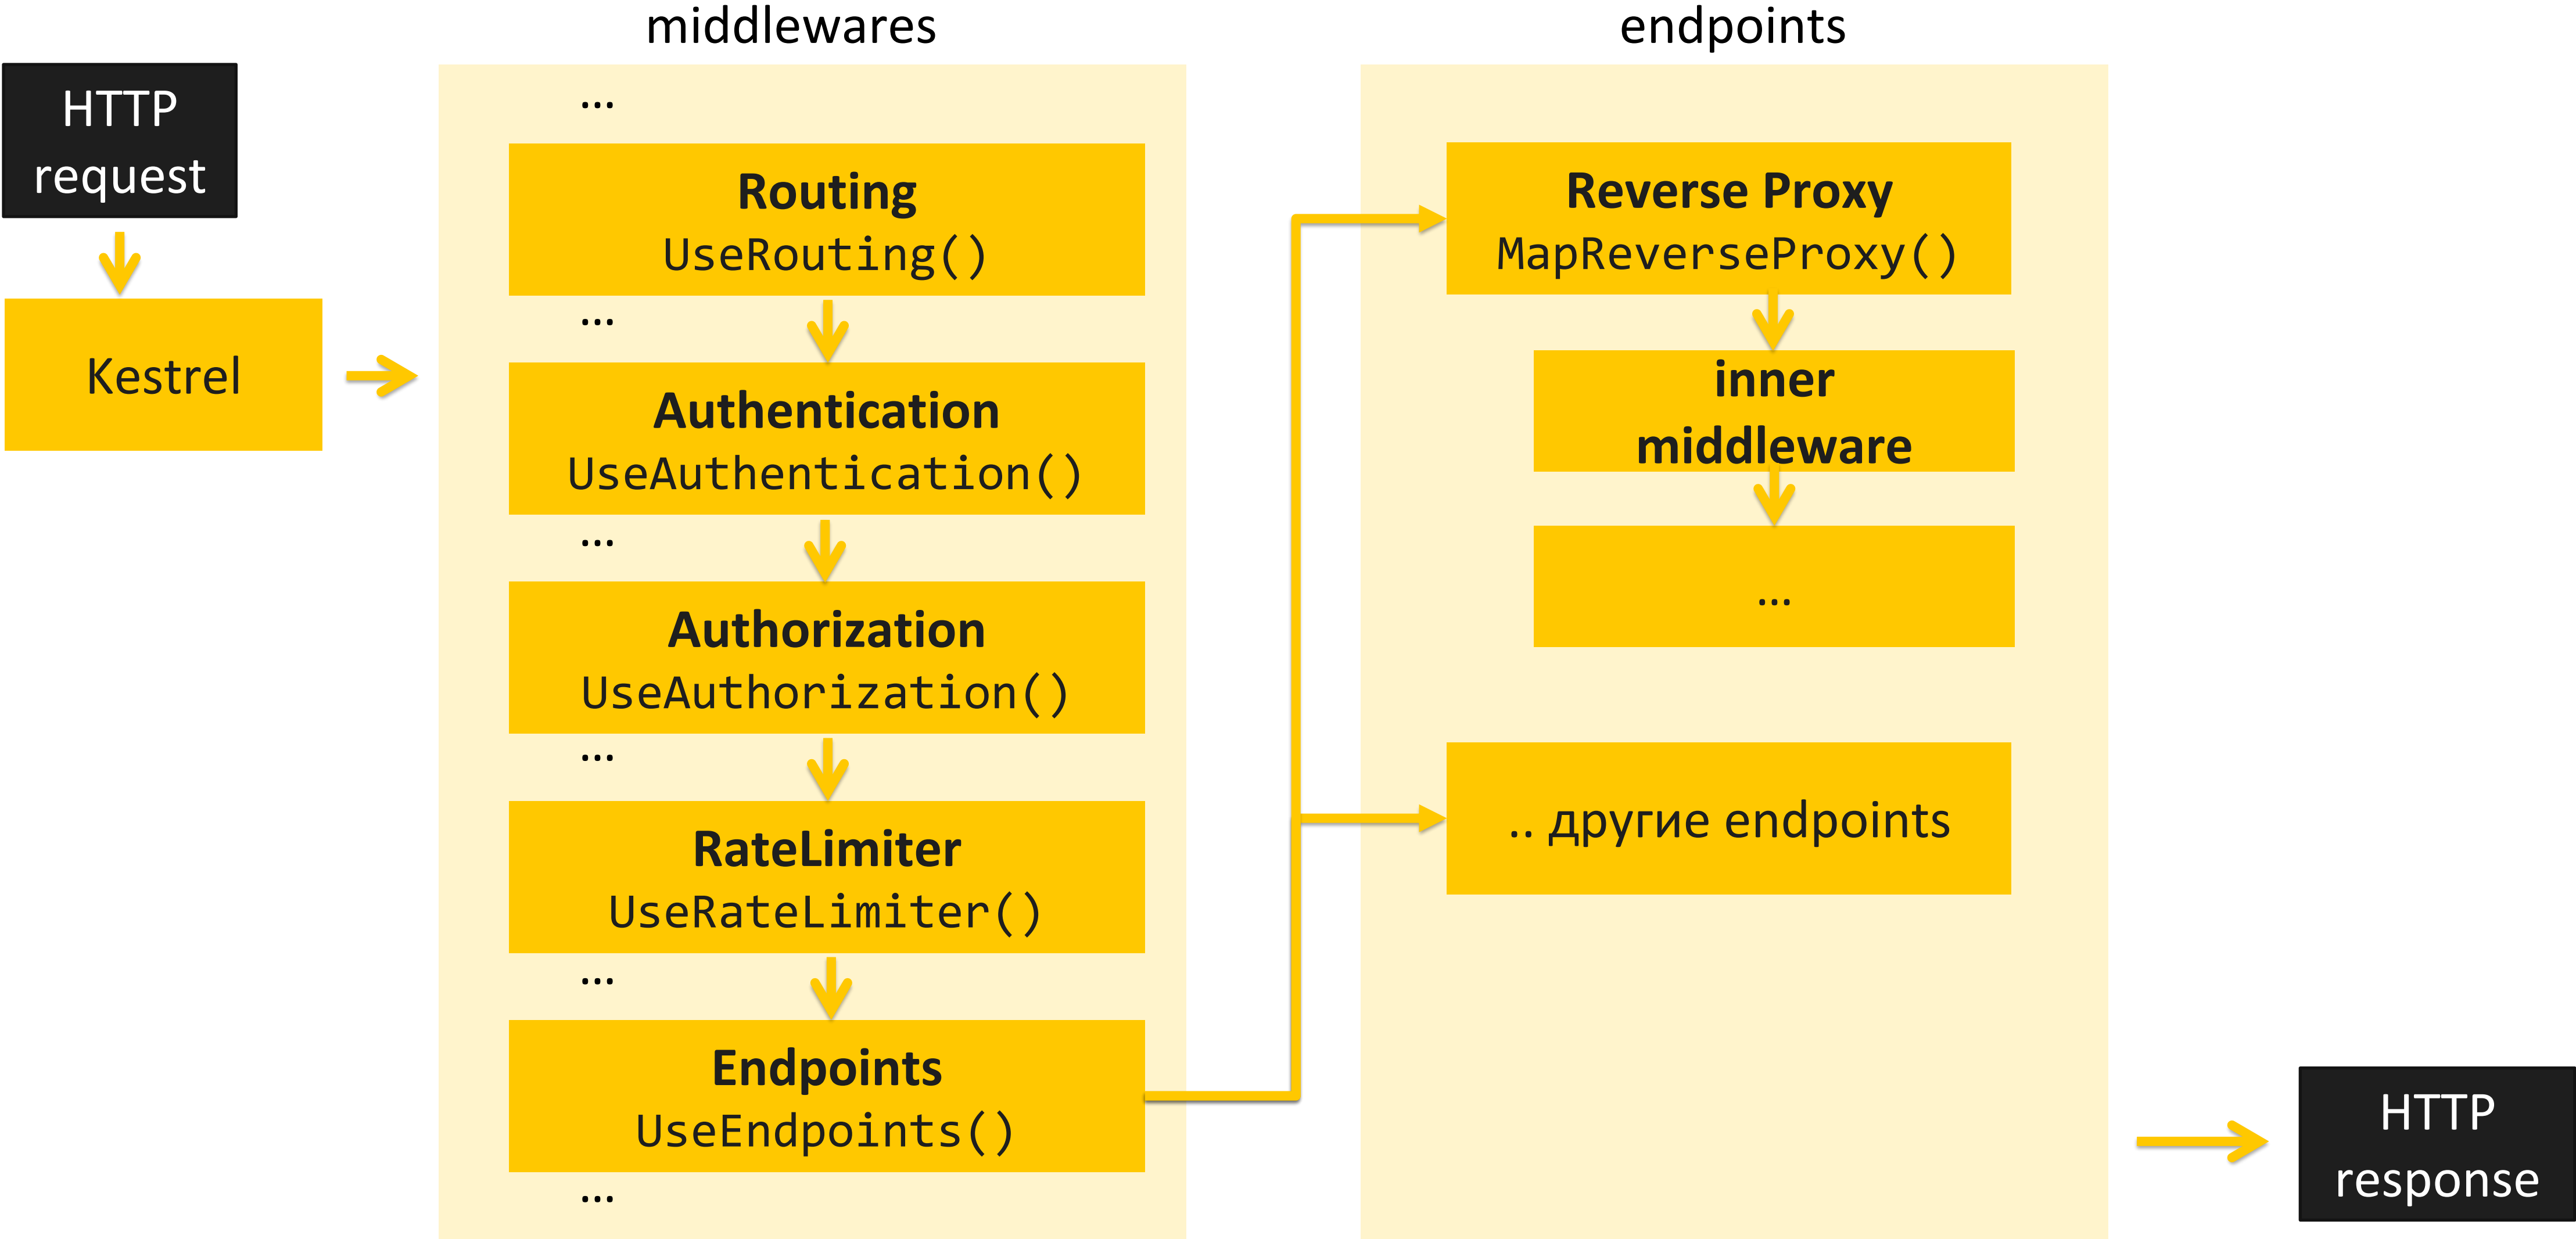 middlewares
endpoints
HTTP
request
Kestrel
...
Routing
UseRouting()
...
Authentication
UseAuthentication()
...
Authorization
UseAuthorization()
...
RateLimiter
UseRateLimiter()
...
Endpoints
UseEndpoints()
...
Reverse Proxy
MapReverseProxy()
inner
middleware
...
.. другие endpoints
HTTP
response